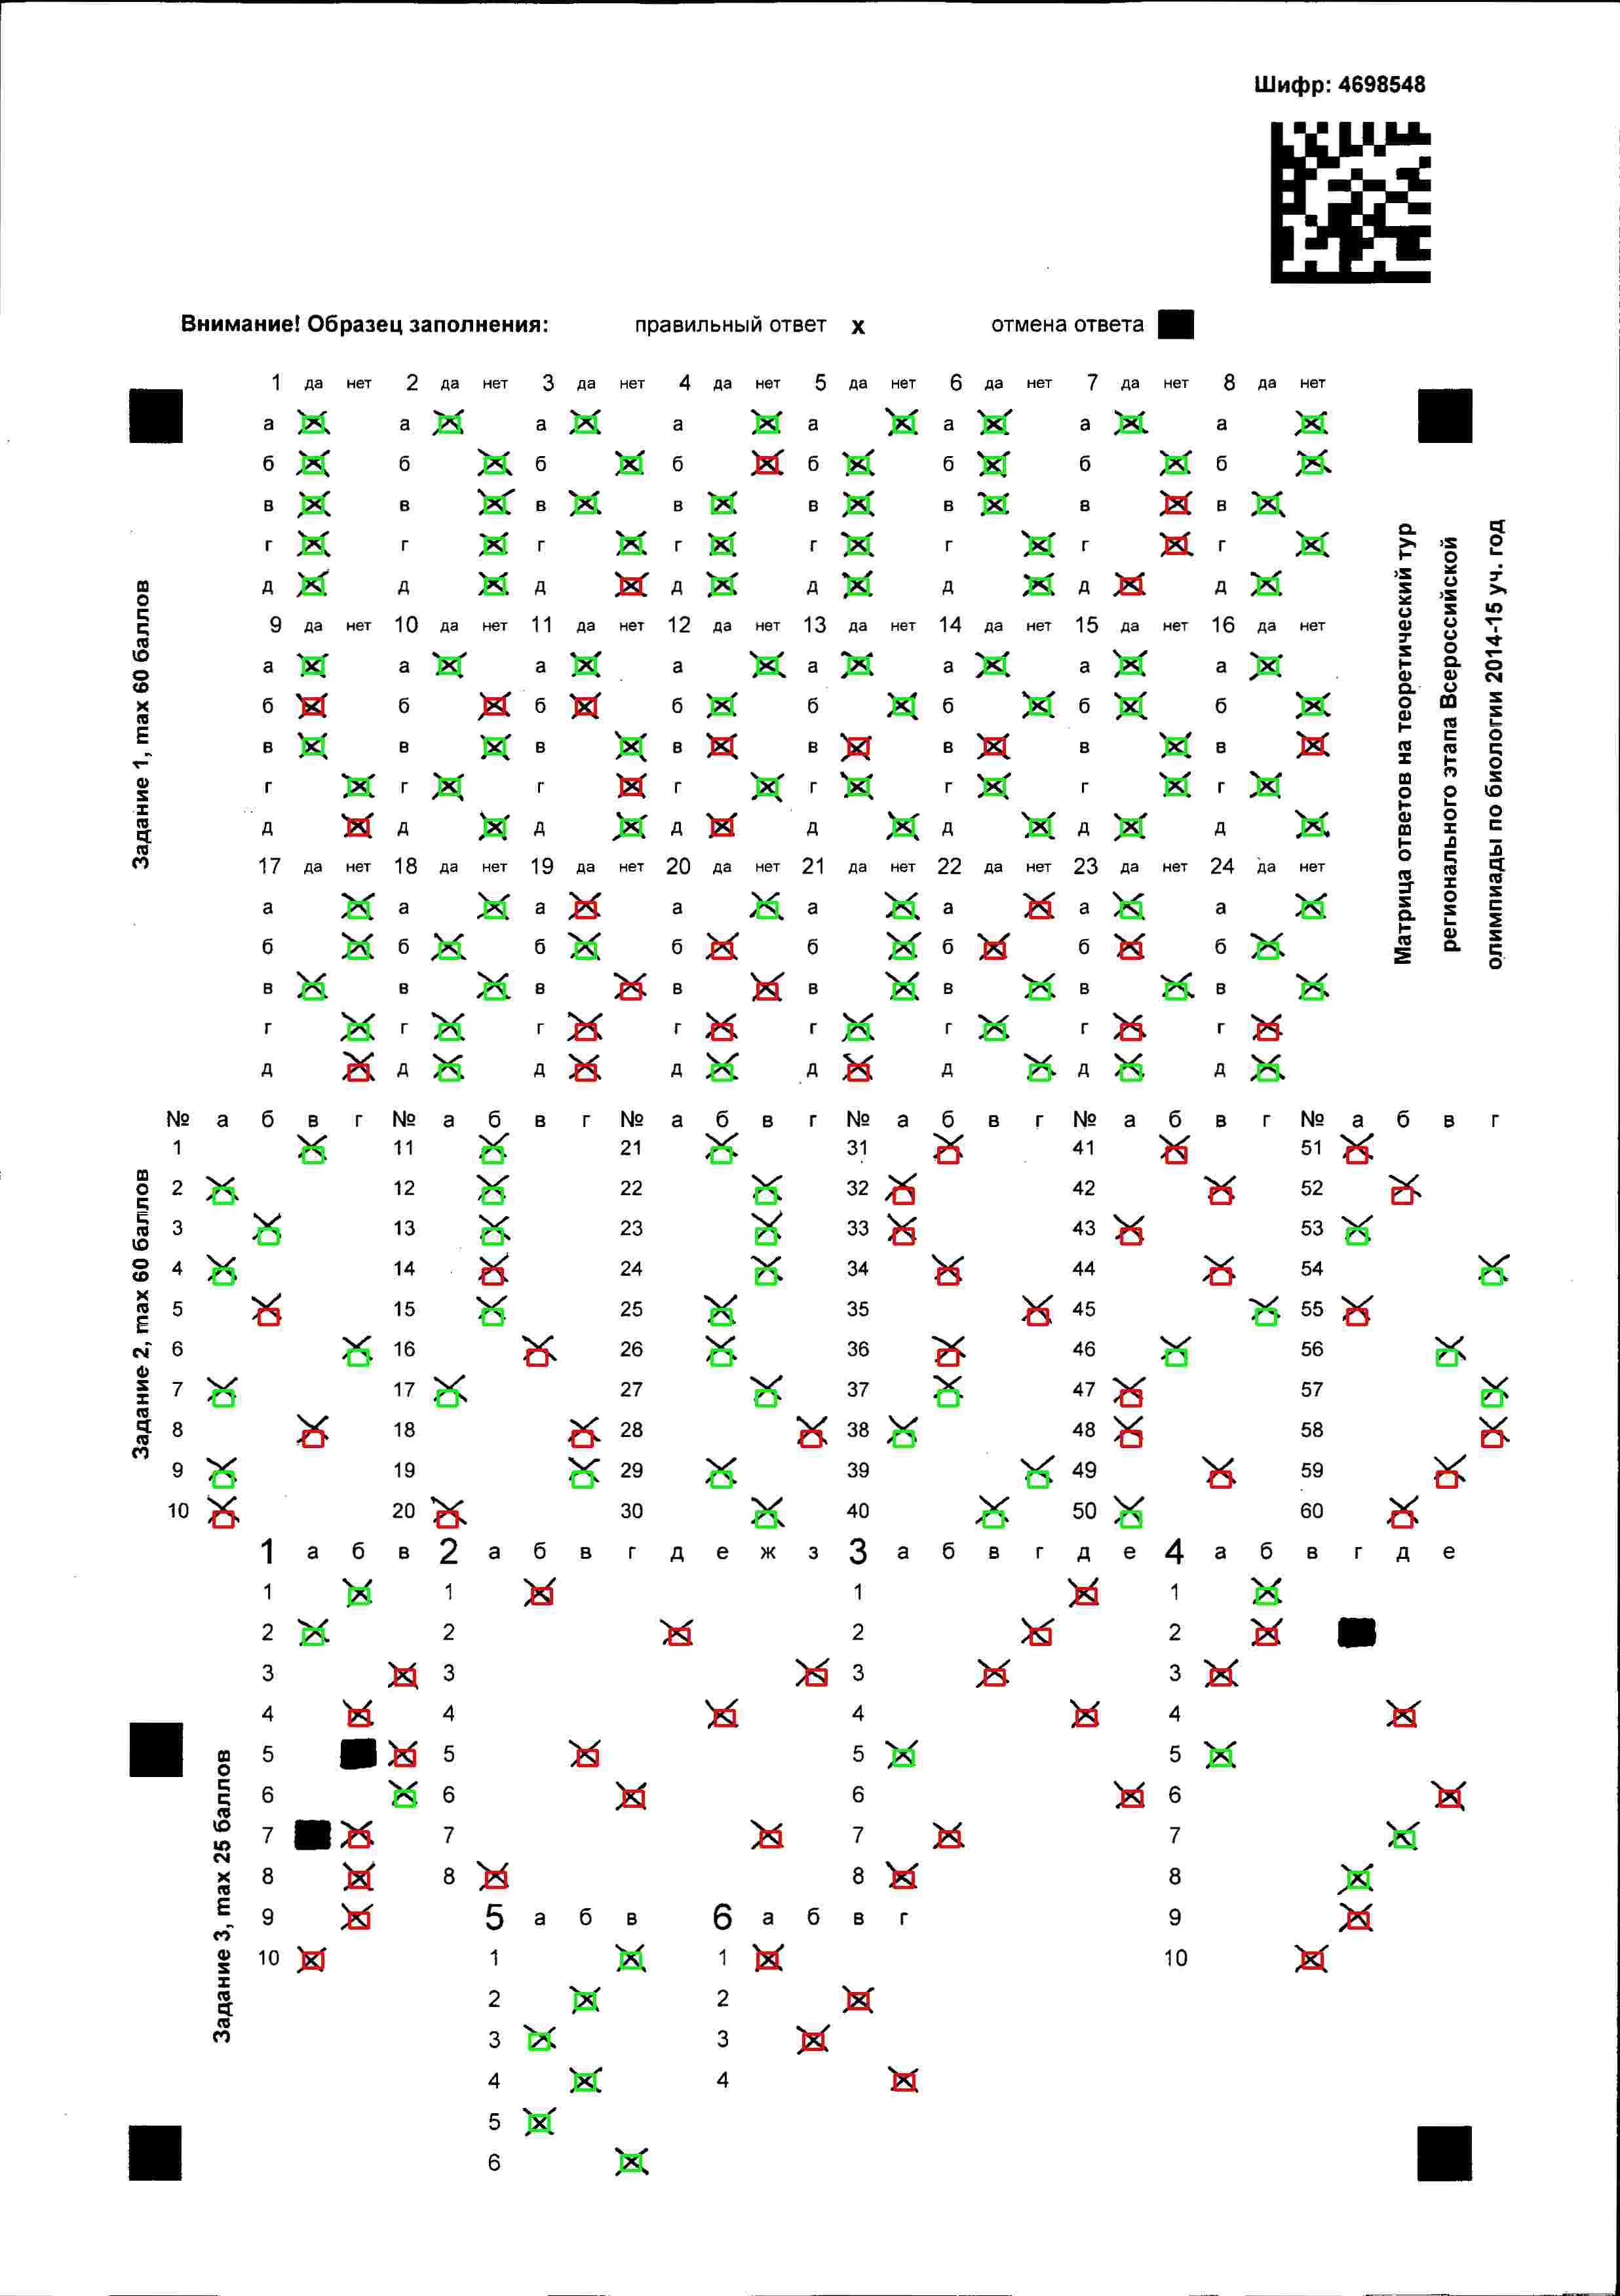 Шифр: 4698548
Внимание! Образец заполнения: правильный ответ x отмена ответа
1 да нет 2 да нет 3 да нет 4 да нет 5 да нет 6 да нет 7 да нет 8 да нет
а а а а а а а а
б б б б б б б б
в в в в в в в в
г г г г г г г г
д д д д д д д д
9 да нет 10 да нет 11 да нет 12 да нет 13 да нет 14 да нет 15 да нет 16 да нет
а а а а а а а а
б б б б б б б б
в в в в в в в в
г г г г г г г г
д д д д д д д д
17 да нет 18 да нет 19 да нет 20 да нет 21 да нет 22 да нет 23 да нет 24 да нет
а а а а а а а а
б б б б б б б б
в в в в в в в в
г г г г г г г г
д д д д д д д д
Задание 1, max 60 баллов
Матрица ответов на теоретический тур
регионального этапа Всероссийской
олимпиады по биологии 2014-15 уч. год
№ а б в г № а б в г № а б в г № а б в г № а б в г № а б в г
1 11 21 31 41 51
2 12 22 32 42 52
3 13 23 33 43 53
4 14 24 34 44 54
5 15 25 35 45 55
6 16 26 36 46 56
7 17 27 37 47 57
8 18 28 38 48 58
9 19 29 39 49 59
10 20 30 40 50 60
Задание 2, max 60 баллов
1 а б в 2 а б в г д е ж з 3 а б в г д е 4 а б в г д е
1 1 1 1
2 2 2 2
3 3 3 3
4 4 4 4
5 5 5 5
6 6 6 6
7 7 7 7
8 8 8 8
9 5 а б в 6 а б в г 9
10 1 1 10
2 2
3 3
4 4
5
6
Задание 3, max 25 баллов